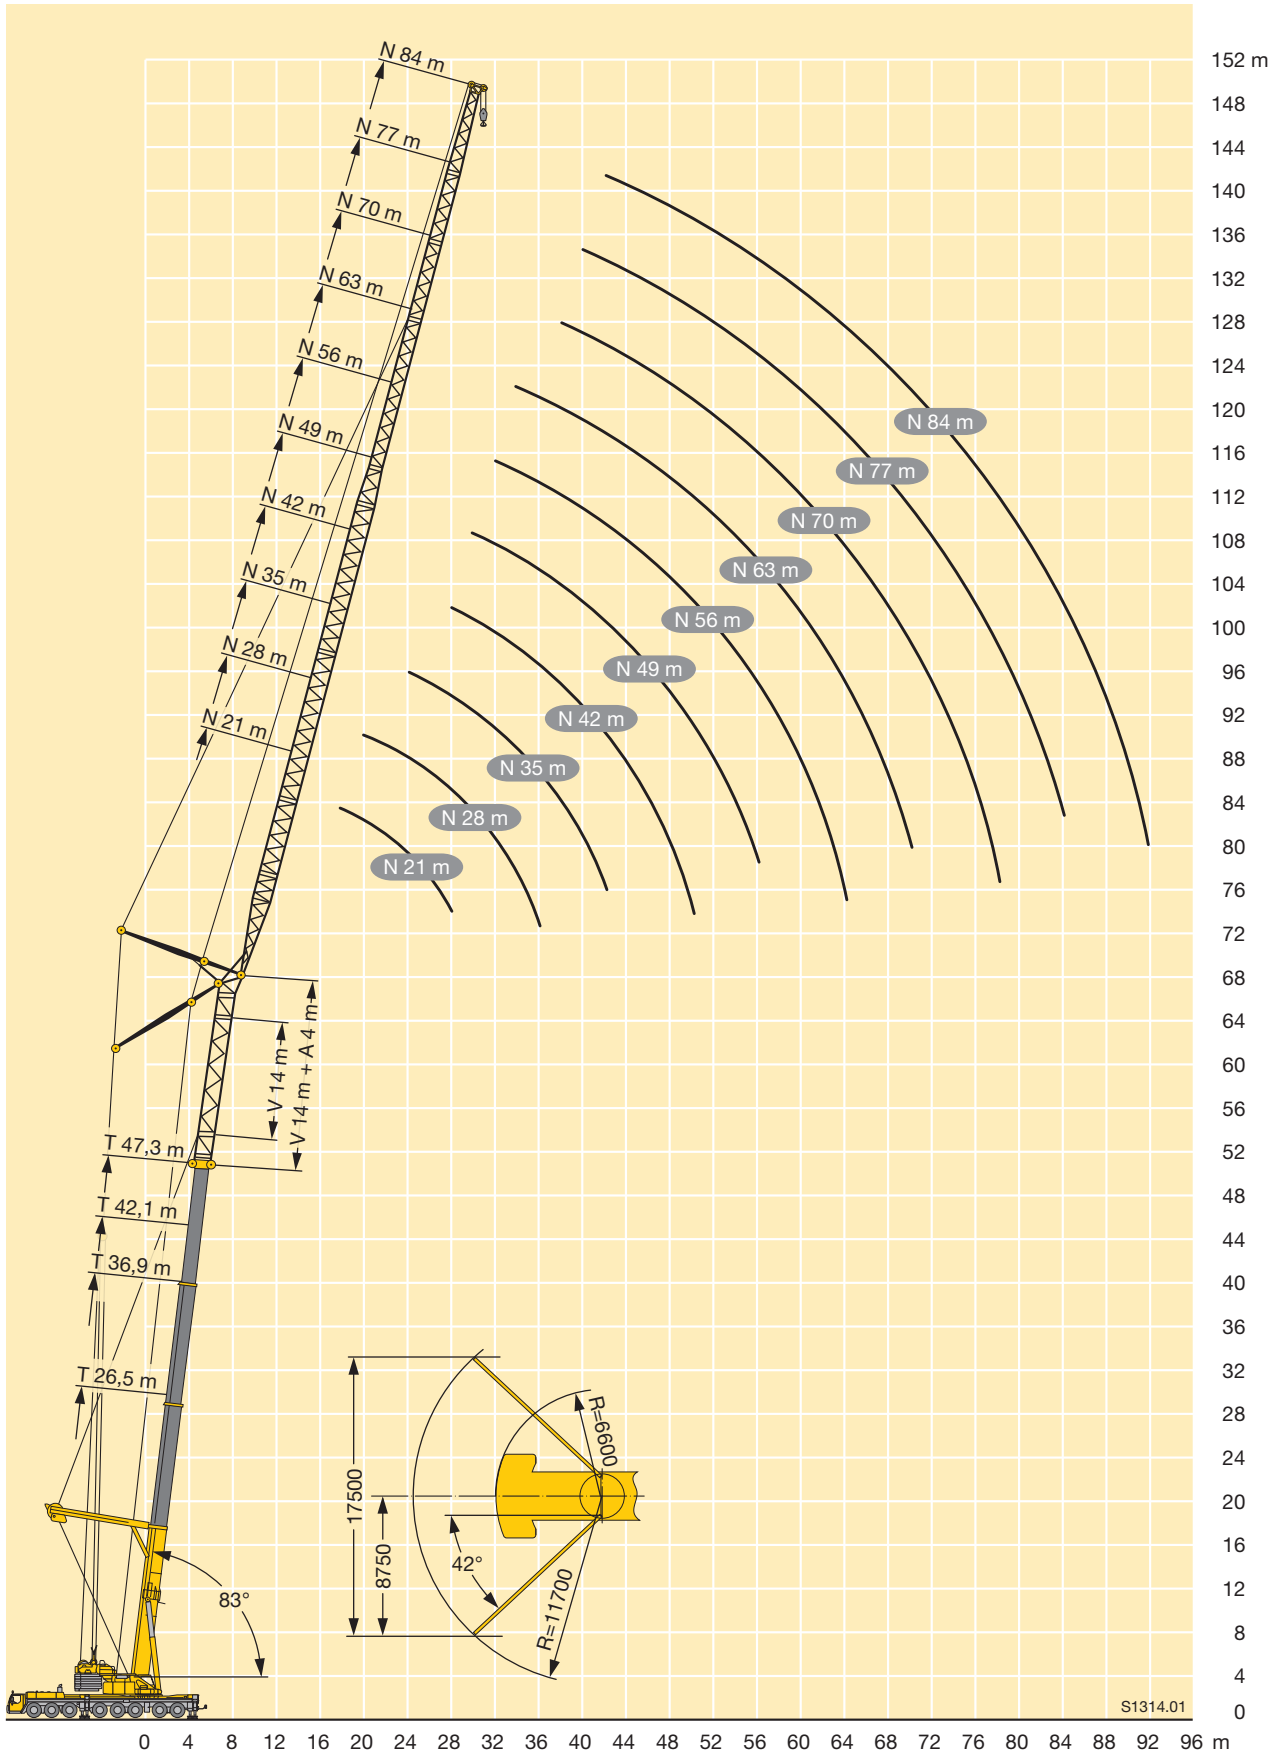 N 84 m
N 77 m
N 70 m
N 63 m
N 56 m
N 49 m
N 42 m
N 35 m
N 28 m
N 21 m
152 m
148
144
140
136
132
128
124
120
116
112
108
104
100
96
92
88
84
80
76
72
68
64
60
56
52
48
44
40
36
32
28
24
20
16
12
8
4
0
N 84 m
N 77 m
N 70 m
N 63 m
N 56 m
N 49 m
N 42 m
N 35 m
N 28 m
N 21 m
V 14 m
V 14 m + A 4 m
T 47,3 m
T 42,1 m
T 36,9 m
T 26,5 m
83°
17500
8750
42°
R=6600
R=11700
S1314.01
0 4 8 12 16 20 24 28 32 36 40 44 48 52 56 60 64 68 72 76 80 84 88 92 96 m